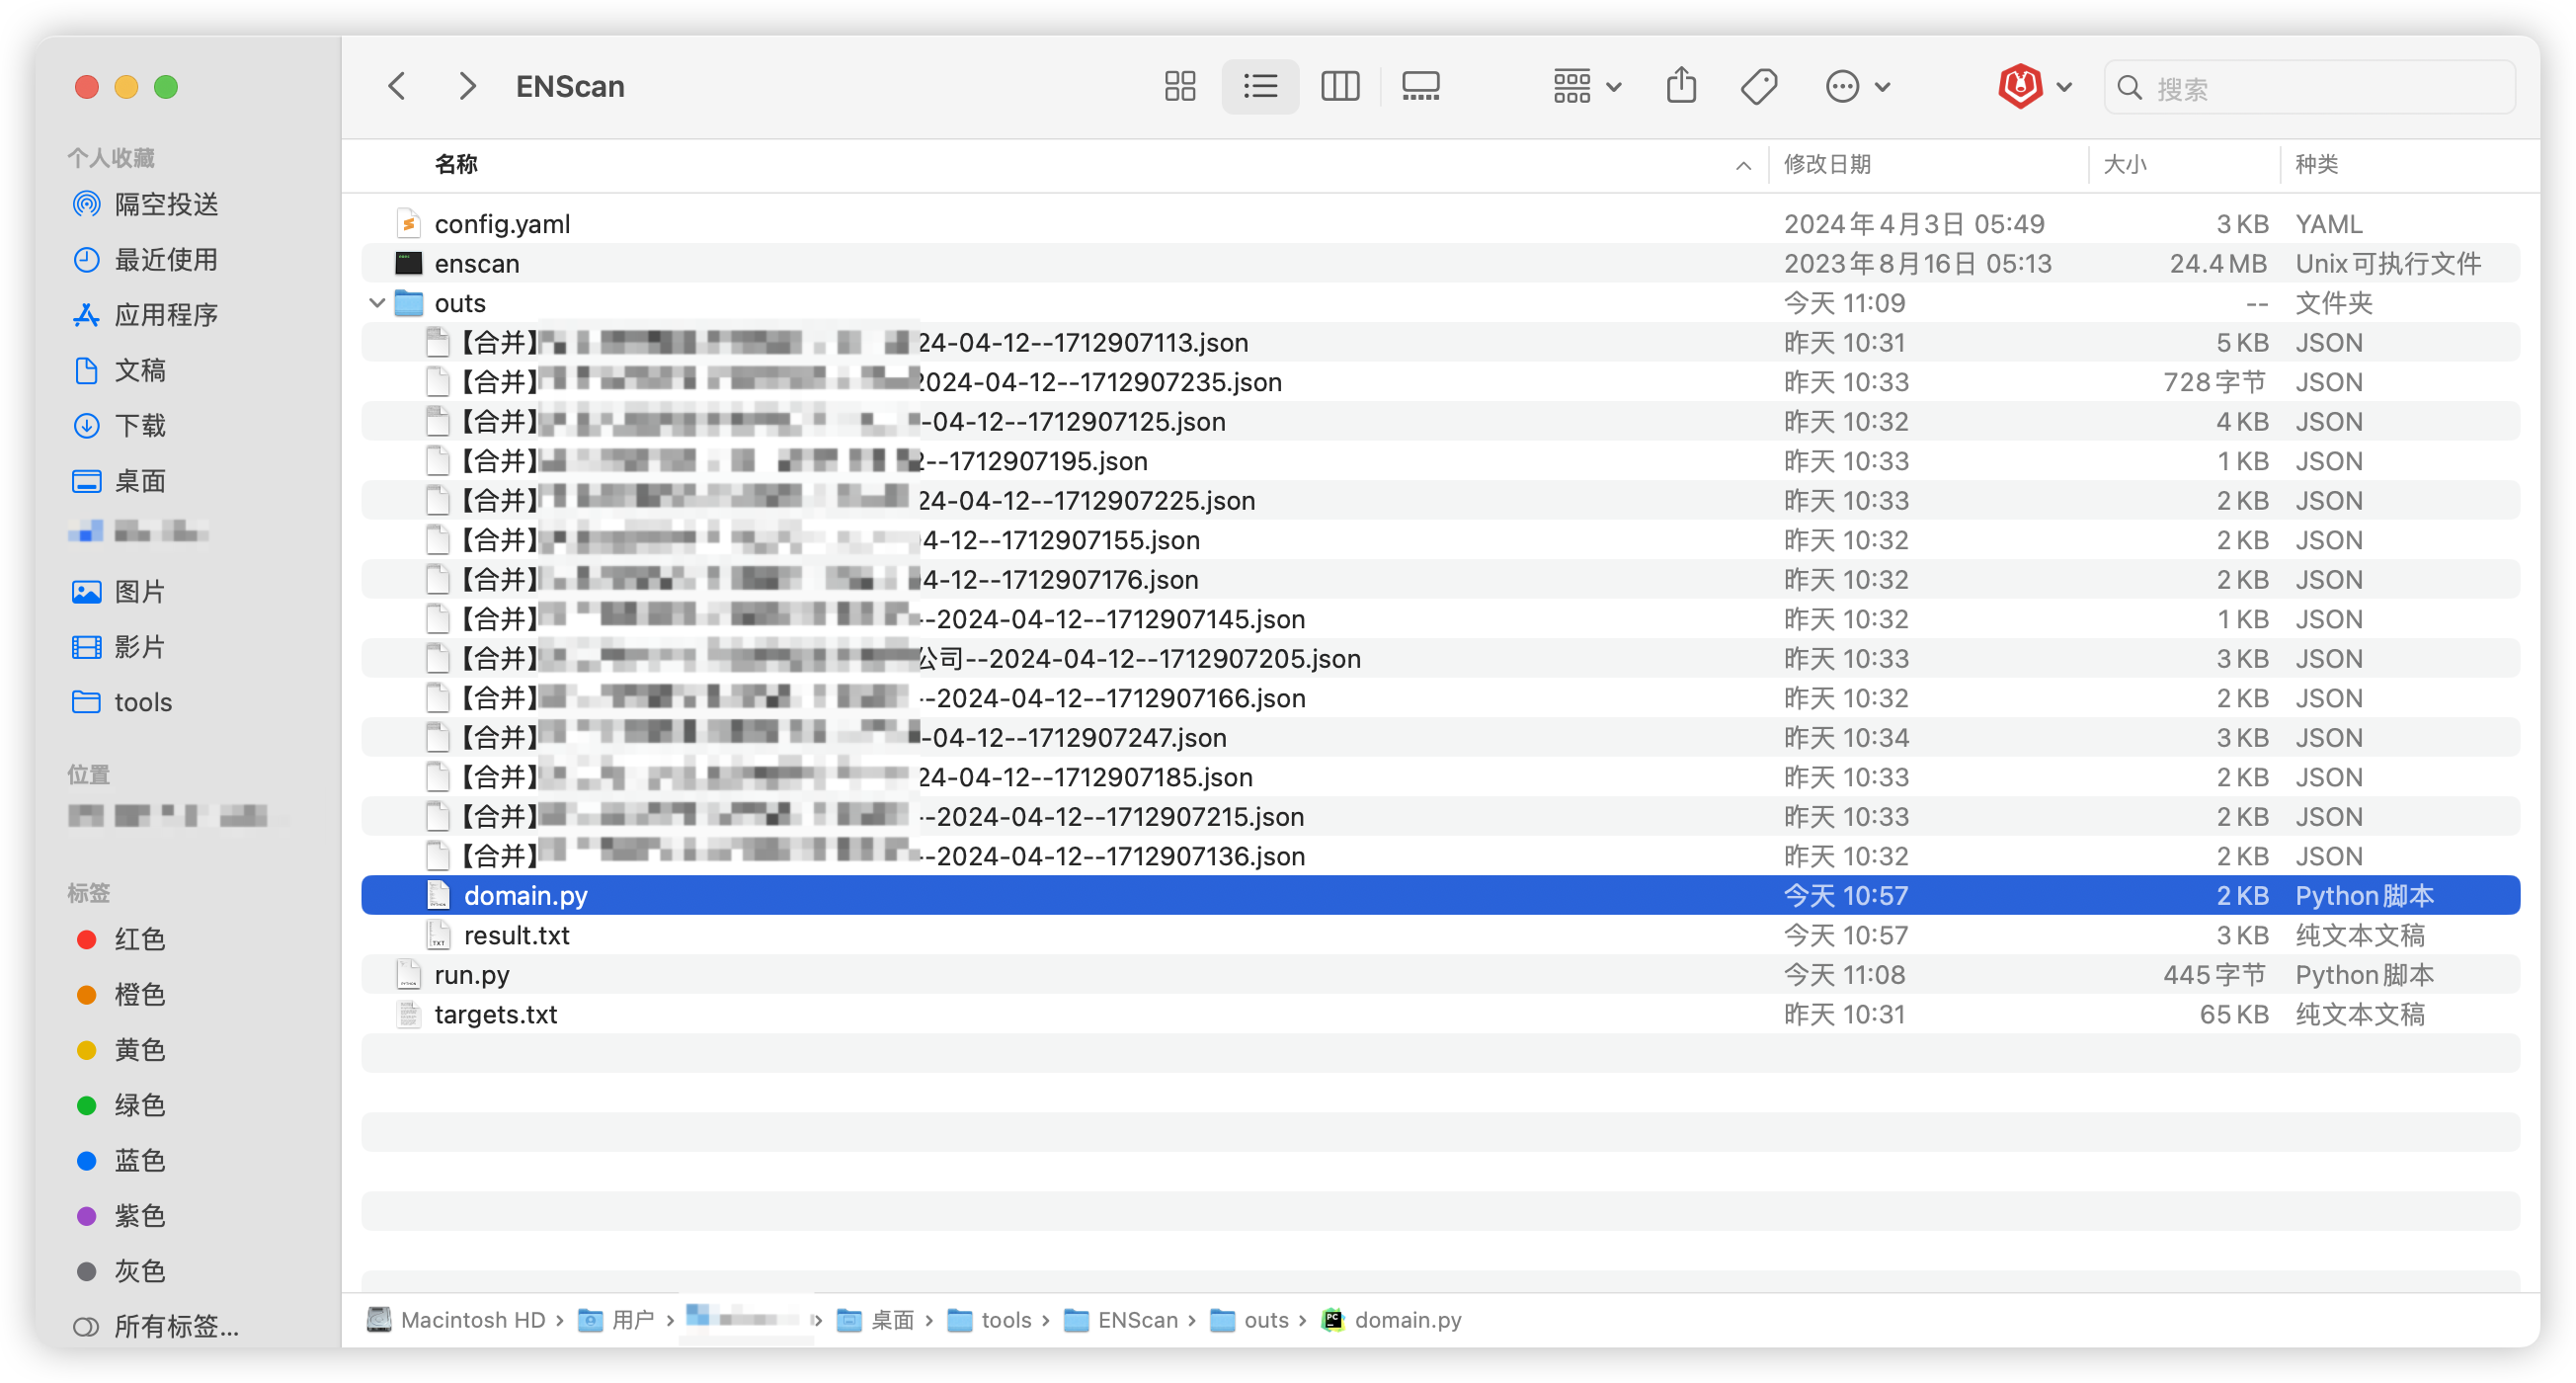 ENScan
搜索
个人收藏
隔空投送
最近使用
应用程序
文稿
下载
桌面
图片
影片
tools
位置
标签
红色
橙色
黄色
绿色
蓝色
紫色
灰色
所有标签...
名称 修改日期 大小 种类
config.yaml 2024年4月3日 05:49 3 KB YAML
enscan 2023年8月16日 05:13 24.4 MB Unix可执行文件
outs 今天 11:09 -- 文件夹
【合并】 24-04-12--1712907113.json 昨天 10:31 5 KB JSON
【合并】 2024-04-12--1712907235.json 昨天 10:33 728字节 JSON
【合并】 -04-12--1712907125.json 昨天 10:32 4 KB JSON
【合并】 2--1712907195.json 昨天 10:33 1 KB JSON
【合并】 24-04-12--1712907225.json 昨天 10:33 2 KB JSON
【合并】 4-12--1712907155.json 昨天 10:32 2 KB JSON
【合并】 4-12--1712907176.json 昨天 10:32 2 KB JSON
【合并】 --2024-04-12--1712907145.json 昨天 10:32 1 KB JSON
【合并】 公司--2024-04-12--1712907205.json 昨天 10:33 3 KB JSON
【合并】 --2024-04-12--1712907166.json 昨天 10:32 2 KB JSON
【合并】 -04-12--1712907247.json 昨天 10:34 3 KB JSON
【合并】 24-04-12--1712907185.json 昨天 10:33 2 KB JSON
【合并】 --2024-04-12--1712907215.json 昨天 10:33 2 KB JSON
【合并】 --2024-04-12--1712907136.json 昨天 10:32 2 KB JSON
domain.py 今天 10:57 2 KB Python脚本
result.txt 今天 10:57 3 KB 纯文本文稿
run.py 今天 11:08 445字节 Python脚本
targets.txt 昨天 10:31 65 KB 纯文本文稿
Macintosh HD › 用户 › › 桌面 › tools › ENScan › outs › domain.py